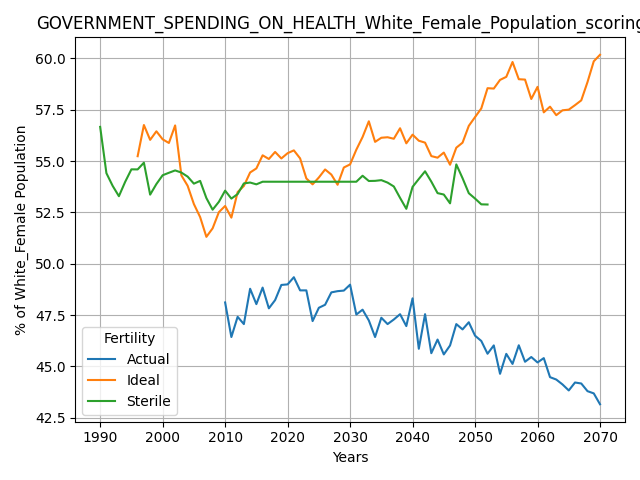 GOVERNMENT_SPENDING_ON_HEALTH_White_Female_Population_scoring
% of White_Female Population
60.0
57.5
55.0
52.5
50.0
47.5
45.0
42.5
Fertility
Actual
Ideal
Sterile
1990 2000 2010 2020 2030 2040 2050 2060 2070
Years